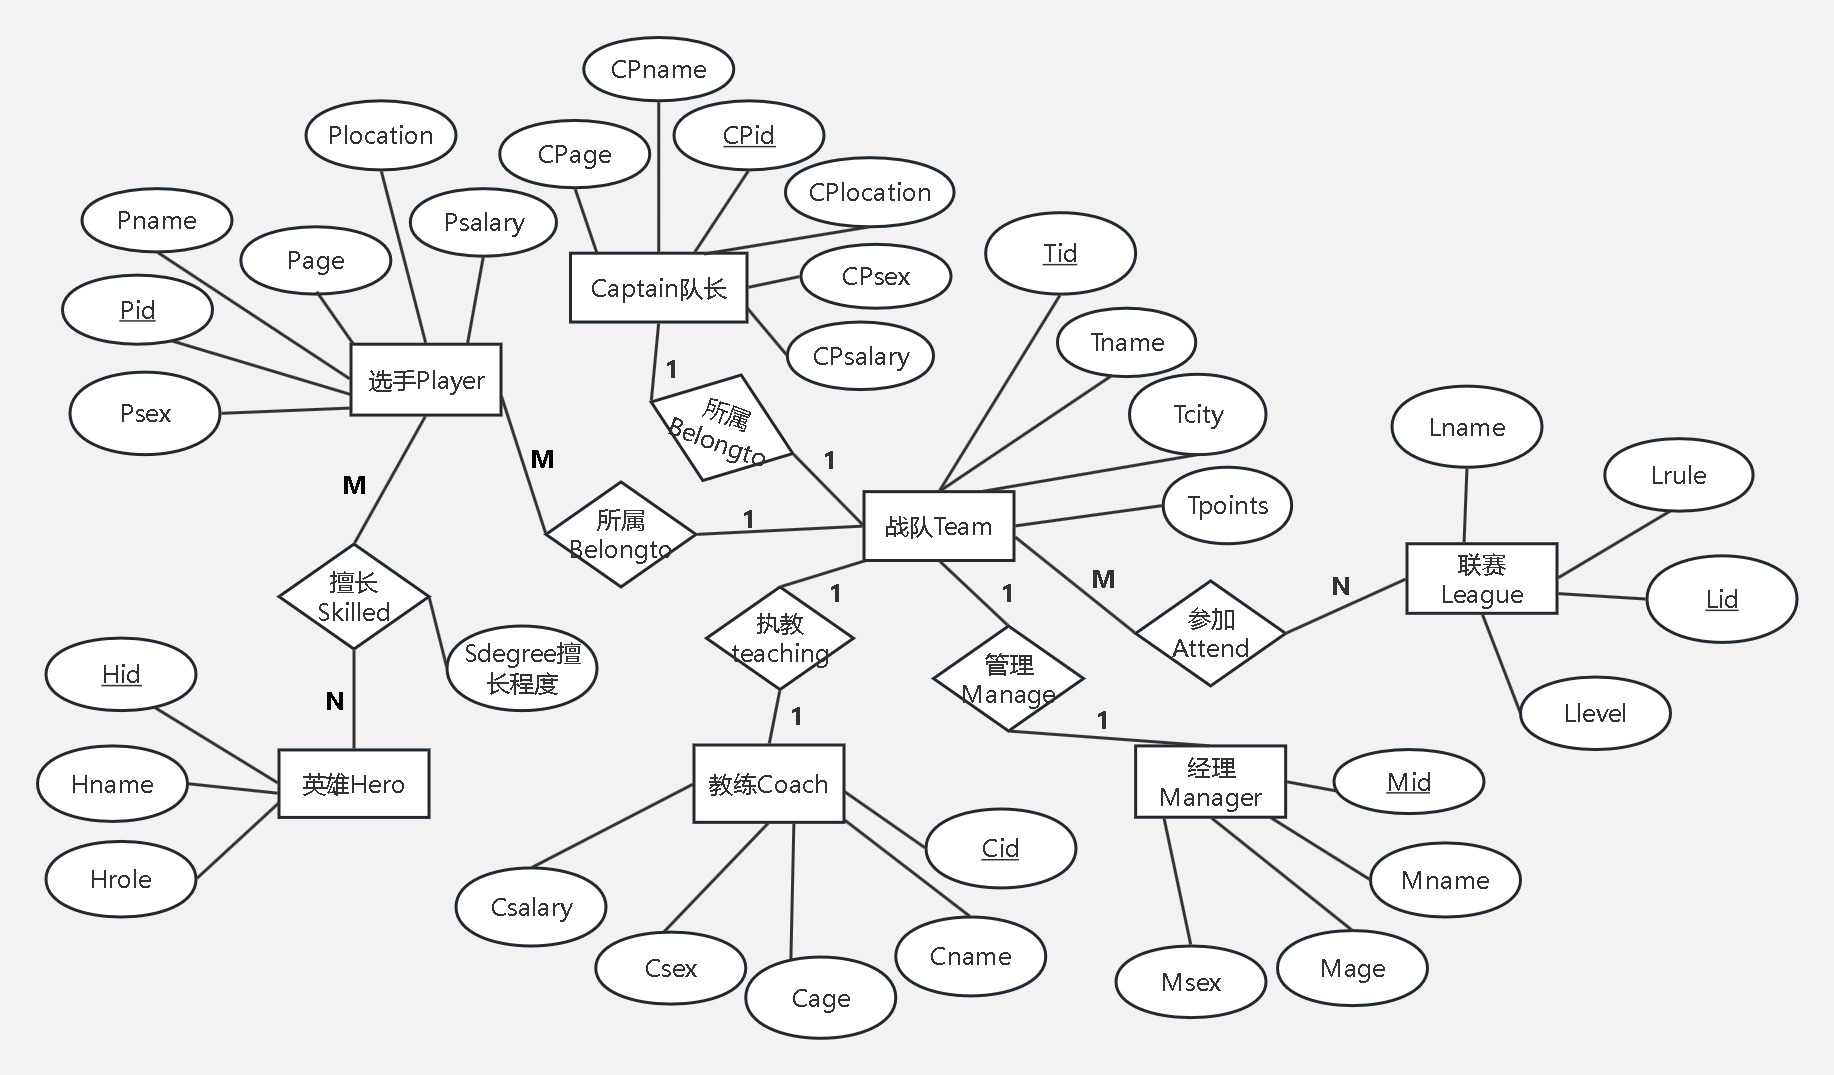 CPname
Plocation
CPage
CPid
CPlocation
Pname
Page
Psalary
Tid
CPsex
Captain队长
Pid
CPsalary
Tname
选手Player
Psex
1
所属
Belongto
1
Tcity
Lname
M
M
Lrule
Tpoints
所属
Belongto
1
战队Team
联赛
League
Lid
擅长
Skilled
1
1
M
N
执教
teaching
参加
Attend
Sdegree擅
长程度
管理
Manage
Hid
N
1
1
Llevel
Hname
英雄Hero
教练Coach
经理
Manager
Mid
Hrole
Cid
Mname
Csalary
Csex
Cname
Cage
Msex
Mage